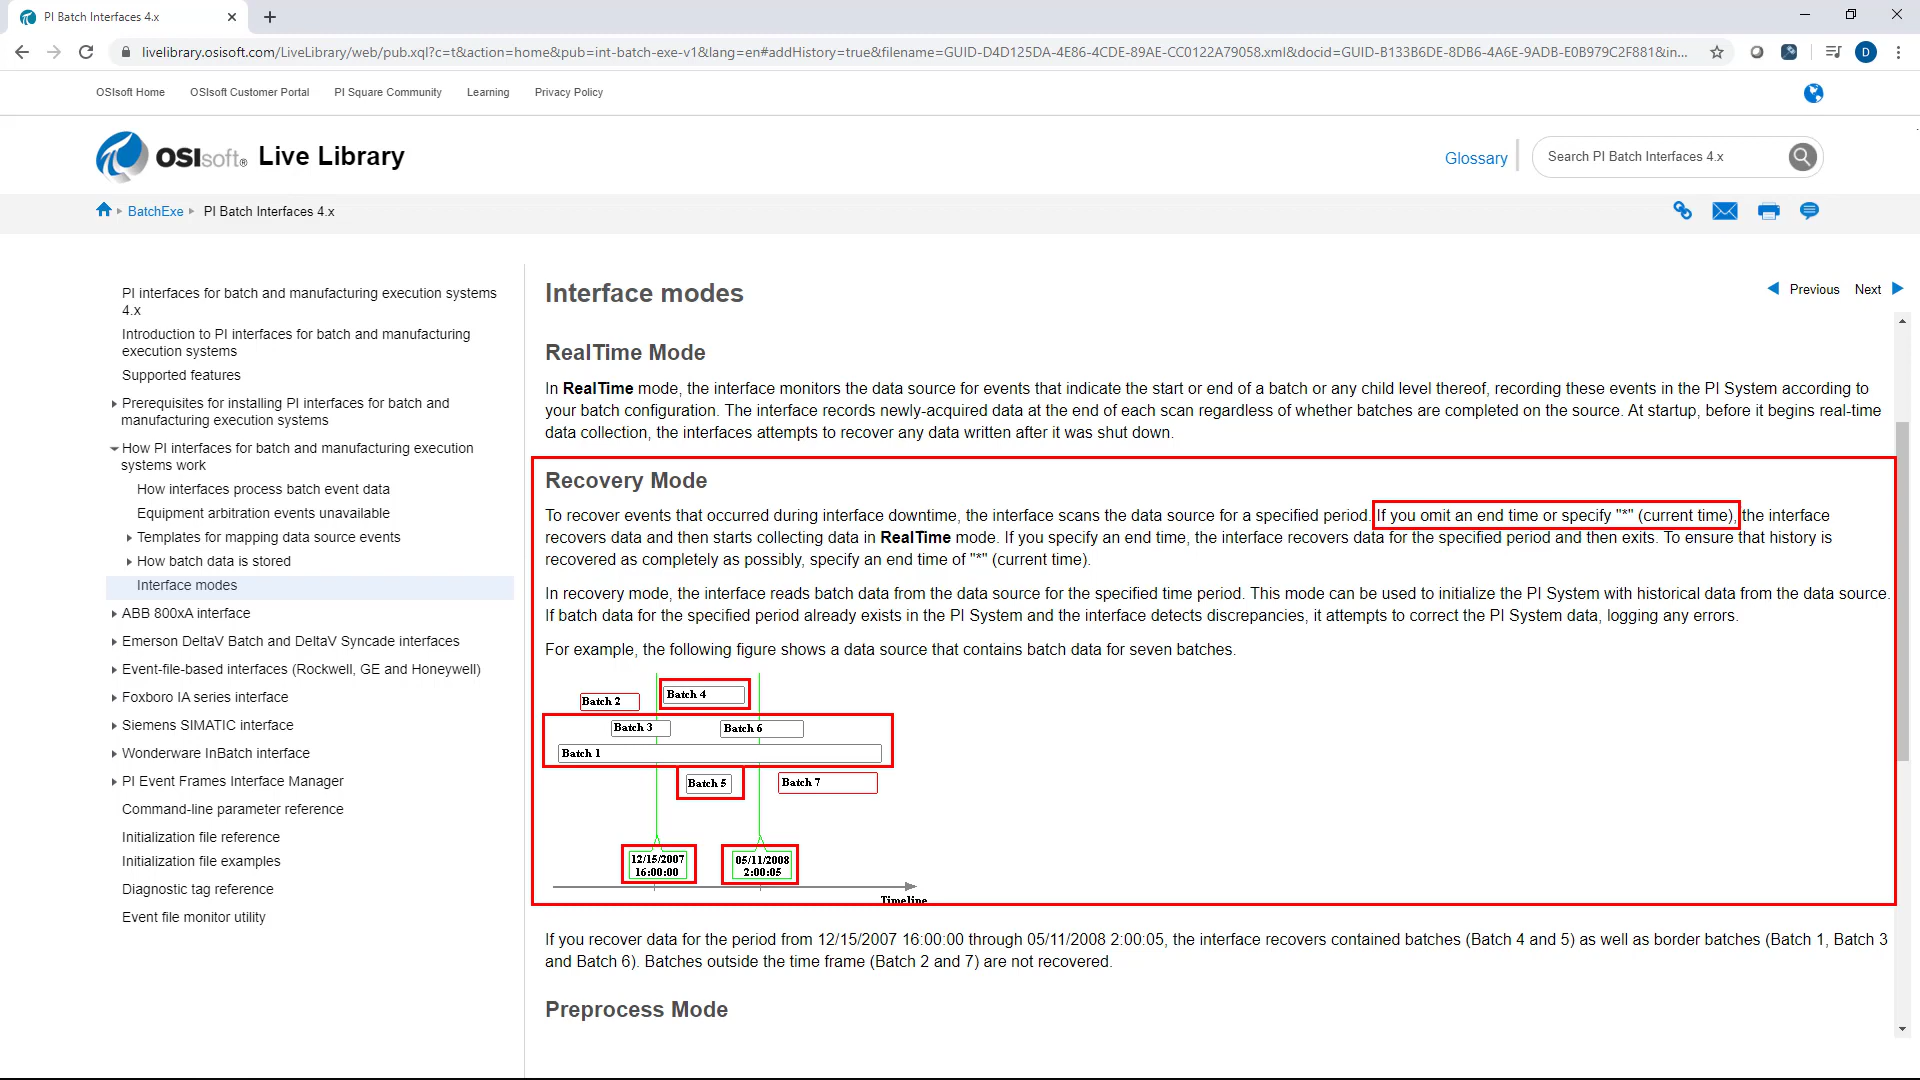 PI Batch Interfaces 4.x
livelibrary.osisoft.com/LiveLibrary/web/pub.xql?c=t&action=home&pub=int-batch-exe-v1&lang=en#addHistory=true&filename=GUID-D4D125DA-4E86-4CDE-89AE-CC0122A79058.xml&docid=GUID-B133B6DE-8DB6-4A6E-9ADB-E0B979C2F881&in...
D
OSIsoft Home OSIsoft Customer Portal PI Square Community Learning Privacy Policy
OSIsoft® Live Library
Glossary
Search PI Batch Interfaces 4.x
BatchExe PI Batch Interfaces 4.x
PI interfaces for batch and manufacturing execution systems
4.x
Introduction to PI interfaces for batch and manufacturing
execution systems
Supported features
Prerequisites for installing PI interfaces for batch and
manufacturing execution systems
How PI interfaces for batch and manufacturing execution
systems work
How interfaces process batch event data
Equipment arbitration events unavailable
Templates for mapping data source events
How batch data is stored
Interface modes
ABB 800xA interface
Emerson DeltaV Batch and DeltaV Syncade interfaces
Event-file-based interfaces (Rockwell, GE and Honeywell)
Foxboro IA series interface
Siemens SIMATIC interface
Wonderware InBatch interface
PI Event Frames Interface Manager
Command-line parameter reference
Initialization file reference
Initialization file examples
Diagnostic tag reference
Event file monitor utility
Interface modes
Previous Next
RealTime Mode
In RealTime mode, the interface monitors the data source for events that indicate the start or end of a batch or any child level thereof, recording these events in the PI System according to
your batch configuration. The interface records newly-acquired data at the end of each scan regardless of whether batches are completed on the source. At startup, before it begins real-time
data collection, the interfaces attempts to recover any data written after it was shut down.
Recovery Mode
To recover events that occurred during interface downtime, the interface scans the data source for a specified period. If you omit an end time or specify "*" (current time), the interface
recovers data and then starts collecting data in RealTime mode. If you specify an end time, the interface recovers data for the specified period and then exits. To ensure that history is
recovered as completely as possibly, specify an end time of "*" (current time).
In recovery mode, the interface reads batch data from the data source for the specified time period. This mode can be used to initialize the PI System with historical data from the data source.
If batch data for the specified period already exists in the PI System and the interface detects discrepancies, it attempts to correct the PI System data, logging any errors.
For example, the following figure shows a data source that contains batch data for seven batches.
Batch 4
Batch 2
Batch 3 Batch 6
Batch 1
Batch 5 Batch 7
12/15/2007 05/11/2008
16:00:00 2:00:05
Timeline
If you recover data for the period from 12/15/2007 16:00:00 through 05/11/2008 2:00:05, the interface recovers contained batches (Batch 4 and 5) as well as border batches (Batch 1, Batch 3
and Batch 6). Batches outside the time frame (Batch 2 and 7) are not recovered.
Preprocess Mode